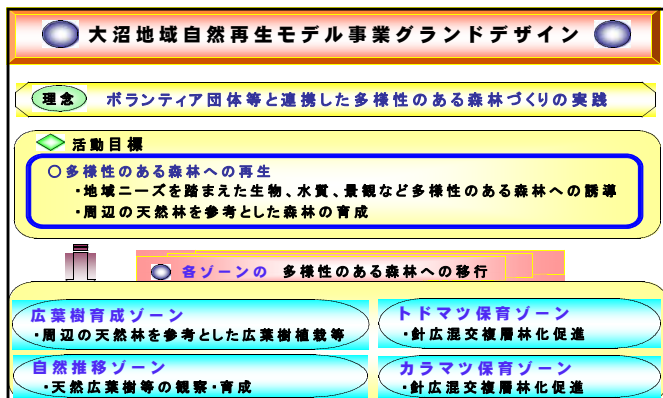 大沼地域自然再生モデル事業グランドデザイン
理念 ボランティア団体等と連携した多様性のある森林づくりの実践
活動目標
○多様性のある森林への再生
・地域ニーズを踏まえた生物、水質、景観など多様性のある森林への誘導
・周辺の天然林を参考とした森林の育成
各ゾーンの 多様性のある森林への移行
広葉樹育成ゾーン
・周辺の天然林を参考とした広葉樹植栽等
トドマツ保育ゾーン
・針広混交複層林化促進
自然推移ゾーン
・天然広葉樹等の観察・育成
カラマツ保育ゾーン
・針広混交複層林化促進